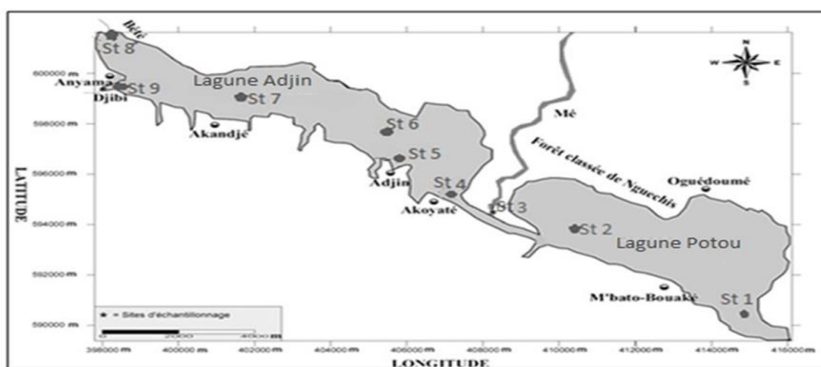 Bété
St 8
N
W E
S
600000 m
Anyama
Lagune Adjin
Djibi
St 9
St 7
Mé
598000 m
Akandjé
St 6
Forêt classée de Nguechis
596000 m
St 5
Adjin
Oguédoumé
LATITUDE
St 4
Akoyaté
St 3
594000 m
St 2
Lagune Potou
592000 m
M'bato-Bouaké
St 1
★ = Sites d'échantillonnage
590000 m
0 2000 4000 m
398000 m 400000 m 402000 m 404000 m 406000 m 408000 m 410000 m 412000 m 414000 m 416000 m
LONGITUDE